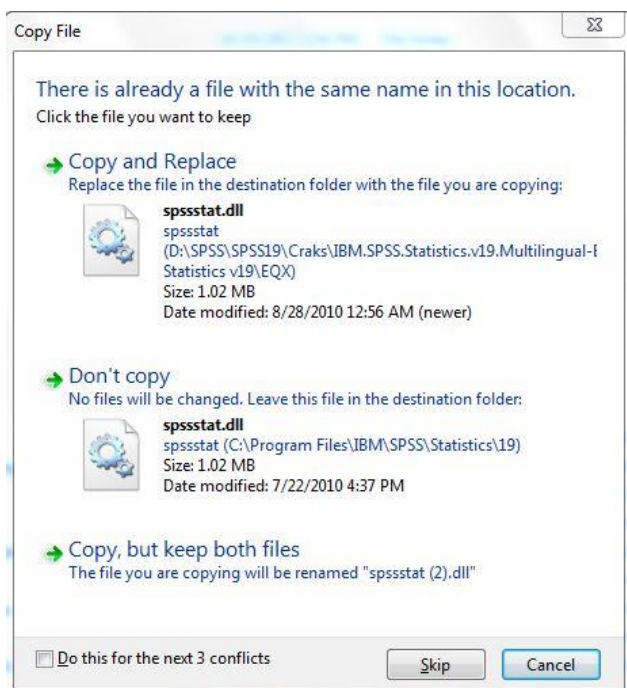 Copy File
There is already a file with the same name in this location.
Click the file you want to keep
Copy and Replace
Replace the file in the destination folder with the file you are copying:
spssstat.dll
spssstat
(D:\SPSS\SPSS19\Craks\IBM.SPSS.Statistics.v19.Multilingual-E
Statistics v19\EQX)
Size: 1.02 MB
Date modified: 8/28/2010 12:56 AM (newer)
Don't copy
No files will be changed. Leave this file in the destination folder:
spssstat.dll
spssstat (C:\Program Files\IBM\SPSS\Statistics\19)
Size: 1.02 MB
Date modified: 7/22/2010 4:37 PM
Copy, but keep both files
The file you are copying will be renamed "spssstat (2).dll"
Do this for the next 3 conflicts
Skip
Cancel